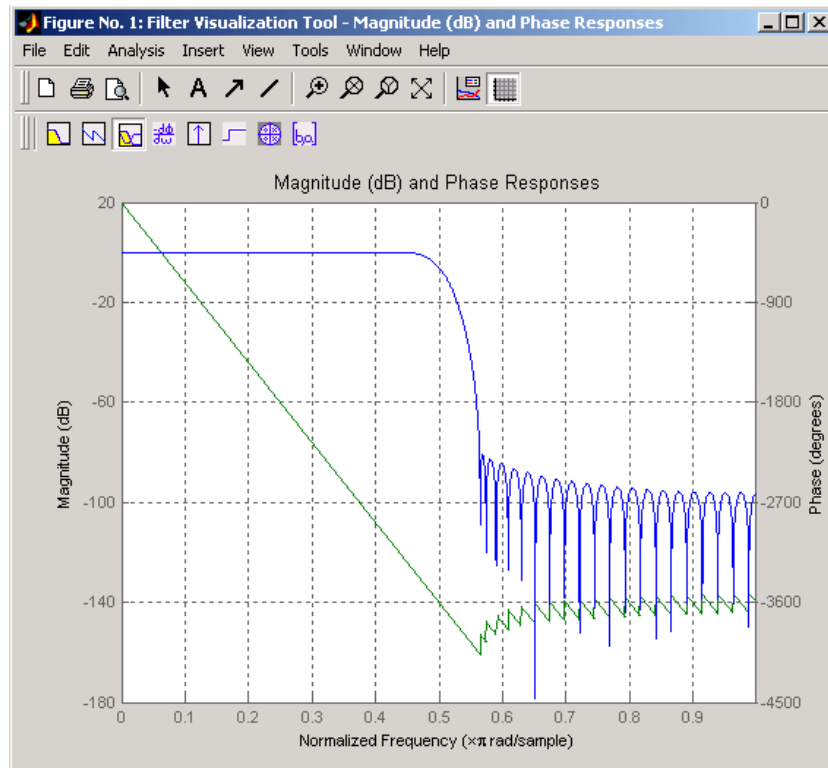 Figure No. 1: Filter Visualization Tool - Magnitude (dB) and Phase Responses
File Edit Analysis Insert View Tools Window Help
A
-dϕ
dω
[b,a]
Magnitude (dB) and Phase Responses
20
-20
-60
-100
-140
-180
Magnitude (dB)
0
-900
-1800
-2700
-3600
-4500
Phase (degrees)
0 0.1 0.2 0.3 0.4 0.5 0.6 0.7 0.8 0.9
Normalized Frequency (×π rad/sample)